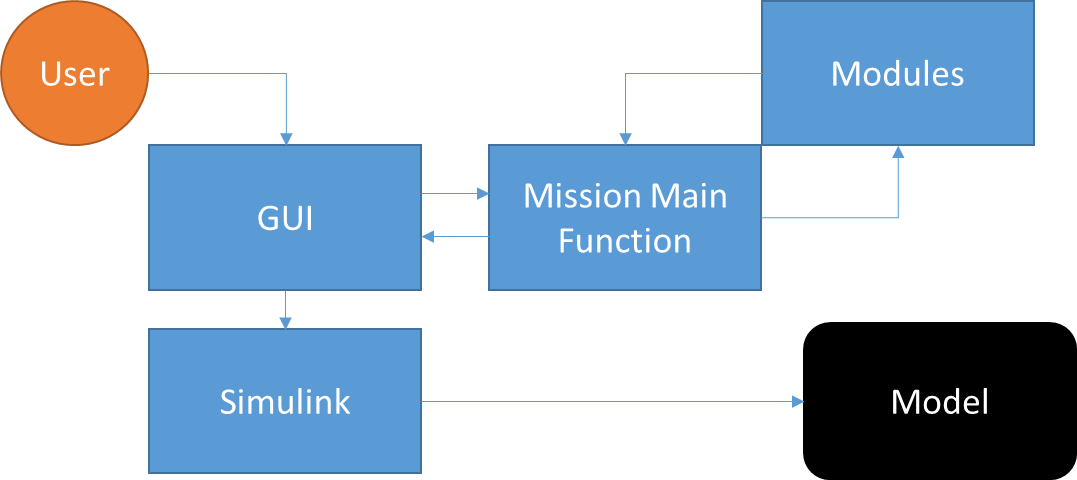 User
Modules
GUI
Mission Main
Function
Simulink
Model